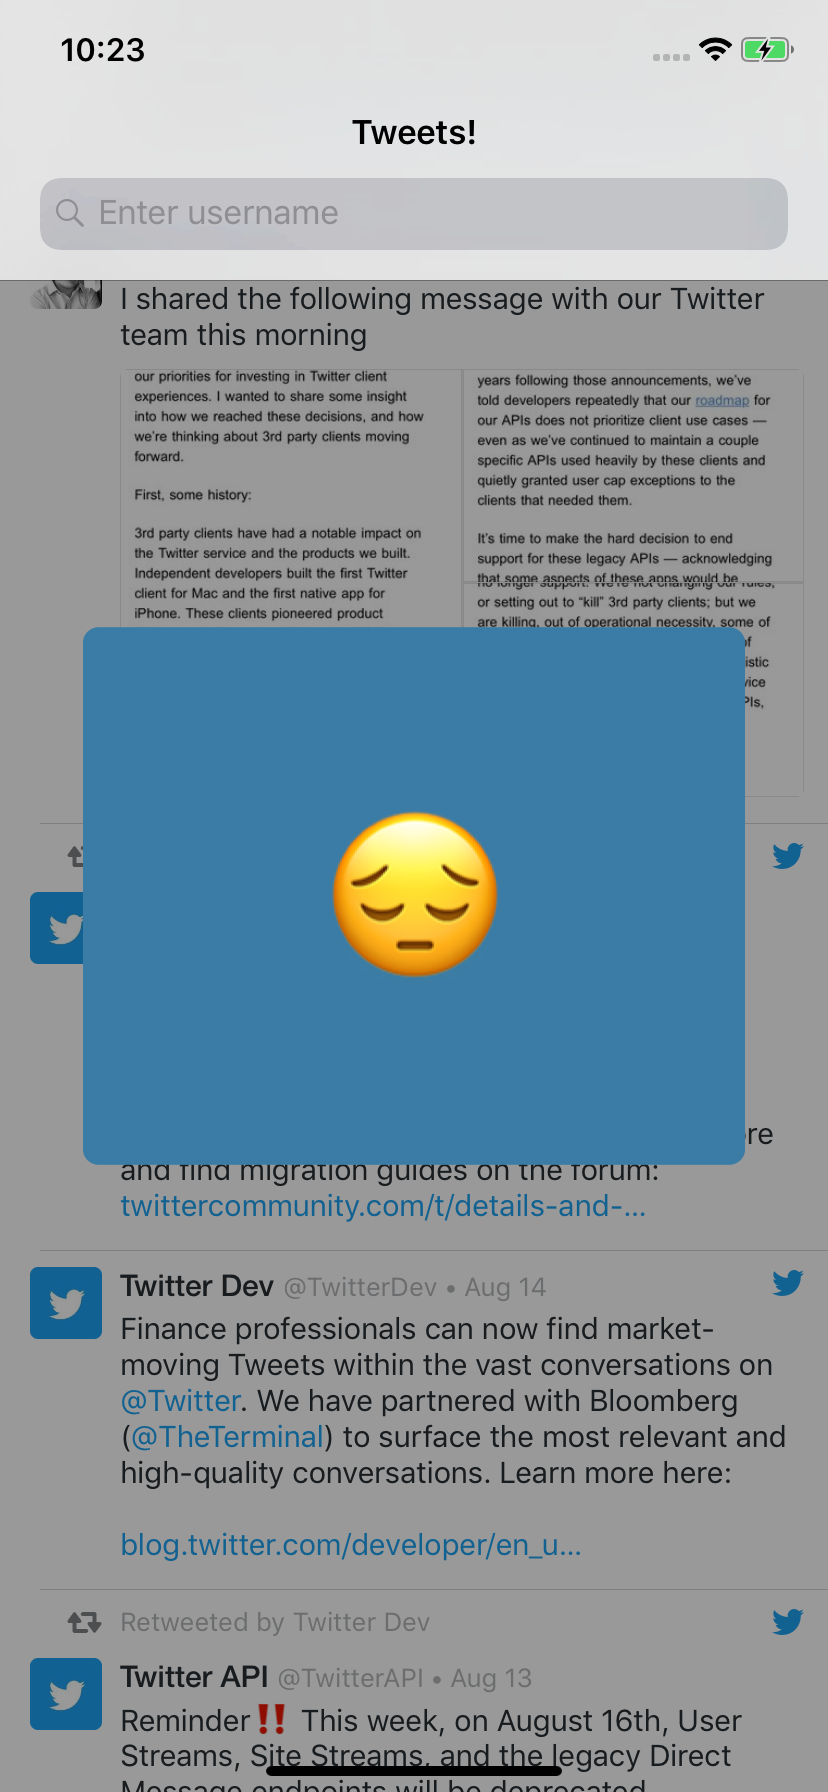 10:23
Tweets!
Enter username
I shared the following message with our Twitter
team this morning
our priorities for investing in Twitter client
experiences. I wanted to share some insight
into how we reached these decisions, and how
we're thinking about 3rd party clients moving
forward.
First, some history:
3rd party clients have had a notable impact on
the Twitter service and the products we built.
Independent developers built the first Twitter
client for Mac and the first native app for
iPhone. These clients pioneered product
years following those announcements, we've
told developers repeatedly that our roadmap for
our APIs does not prioritize client use cases —
even as we've continued to maintain a couple
specific APIs used heavily by these clients and
quietly granted user cap exceptions to the
clients that needed them.
It's time to make the hard decision to end
support for these legacy APIs — acknowledging
that some aspects of these apps would be
no longer support. We're not changing our rules,
or setting out to “kill” 3rd party clients; but we
are killing, out of operational necessity, some of
of
istic
vice
PIs,
re
and find migration guides on the forum:
twittercommunity.com/t/details-and-...
Twitter Dev @TwitterDev • Aug 14
Finance professionals can now find market-
moving Tweets within the vast conversations on
@Twitter. We have partnered with Bloomberg
(@TheTerminal) to surface the most relevant and
high-quality conversations. Learn more here:
blog.twitter.com/developer/en_u...
Retweeted by Twitter Dev
Twitter API @TwitterAPI • Aug 13
Reminder‼️ This week, on August 16th, User
Streams, Site Streams, and the legacy Direct
Message endpoints will be deprecated